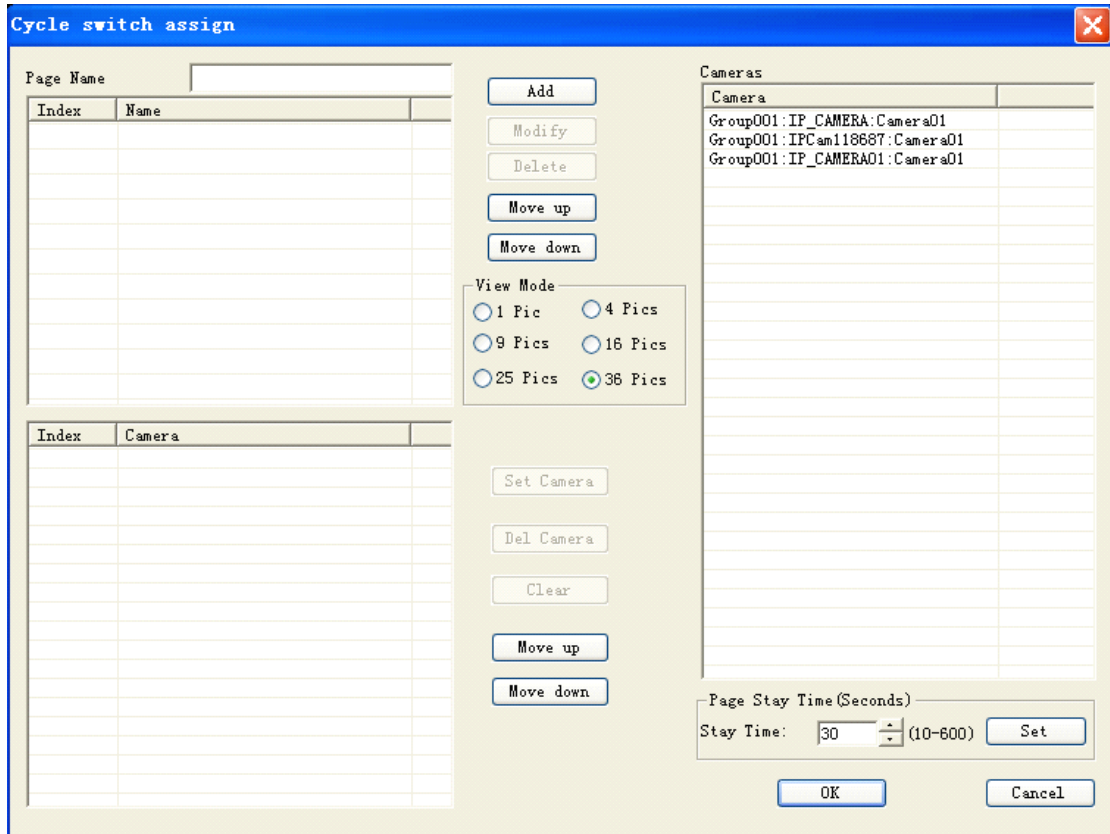 Cycle switch assign
Page Name
Index Name
Add
Modify
Delete
Move up
Move down
View Mode
1 Pic 4 Pics
9 Pics 16 Pics
25 Pics 36 Pics
Index Camera
Set Camera
Del Camera
Clear
Move up
Move down
Cameras
Camera
Group001:IP_CAMERA:Camera01
Group001:IPCam118687:Camera01
Group001:IP_CAMERA01:Camera01
Page Stay Time(Seconds)
Stay Time: 30 (10-600) Set
OK Cancel